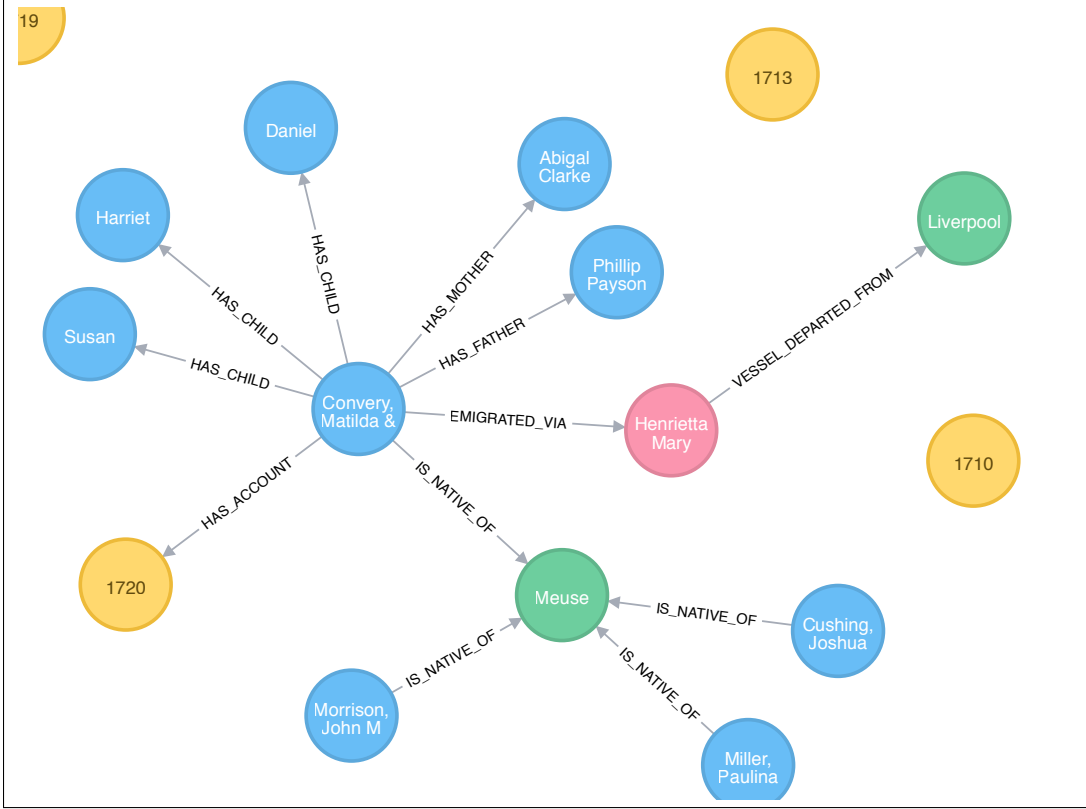 19
1713
Daniel
Abigal
Clarke
Harriet
Liverpool
HAS_CHILD
HAS_MOTHER
Phillip
Payson
HAS_CHILD
VESSEL_DEPARTED_FROM
Susan
HAS_CHILD
HAS_FATHER
Convery,
Matilda &
EMIGRATED_VIA
Henrietta
Mary
1710
HAS_ACCOUNT
IS_NATIVE_OF
1720
Meuse
IS_NATIVE_OF
Cushing,
Joshua
IS_NATIVE_OF
IS_NATIVE_OF
Morrison,
John M
Miller,
Paulina